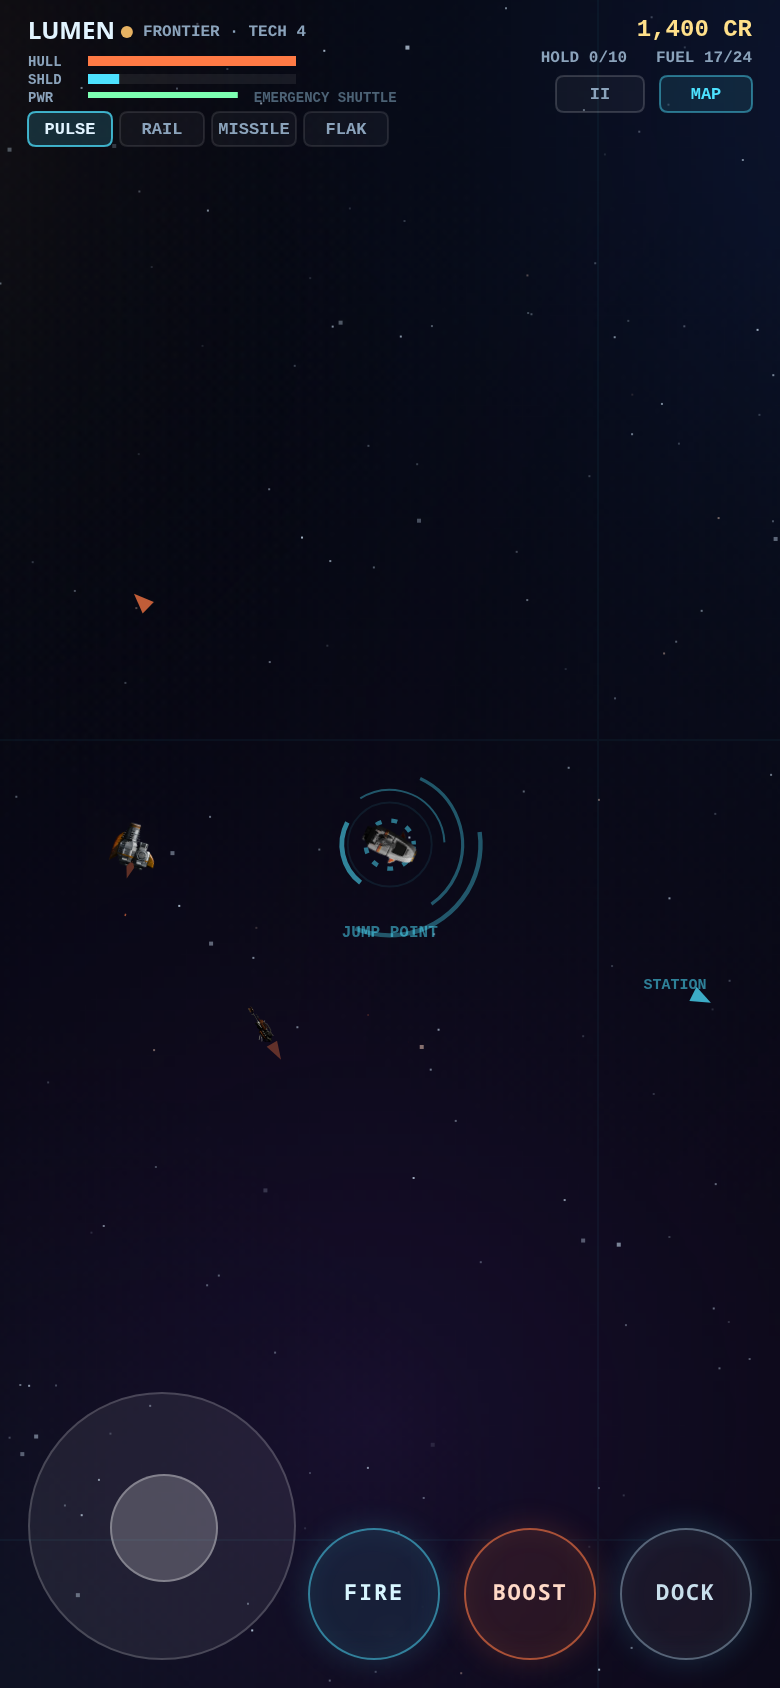 LUMEN FRONTIER · TECH 4
1,400 CR
HULL
HOLD 0/10 FUEL 17/24
SHLD
PWR EMERGENCY SHUTTLE
II MAP
PULSE RAIL MISSILE FLAK
JUMP POINT
STATION
FIRE BOOST DOCK